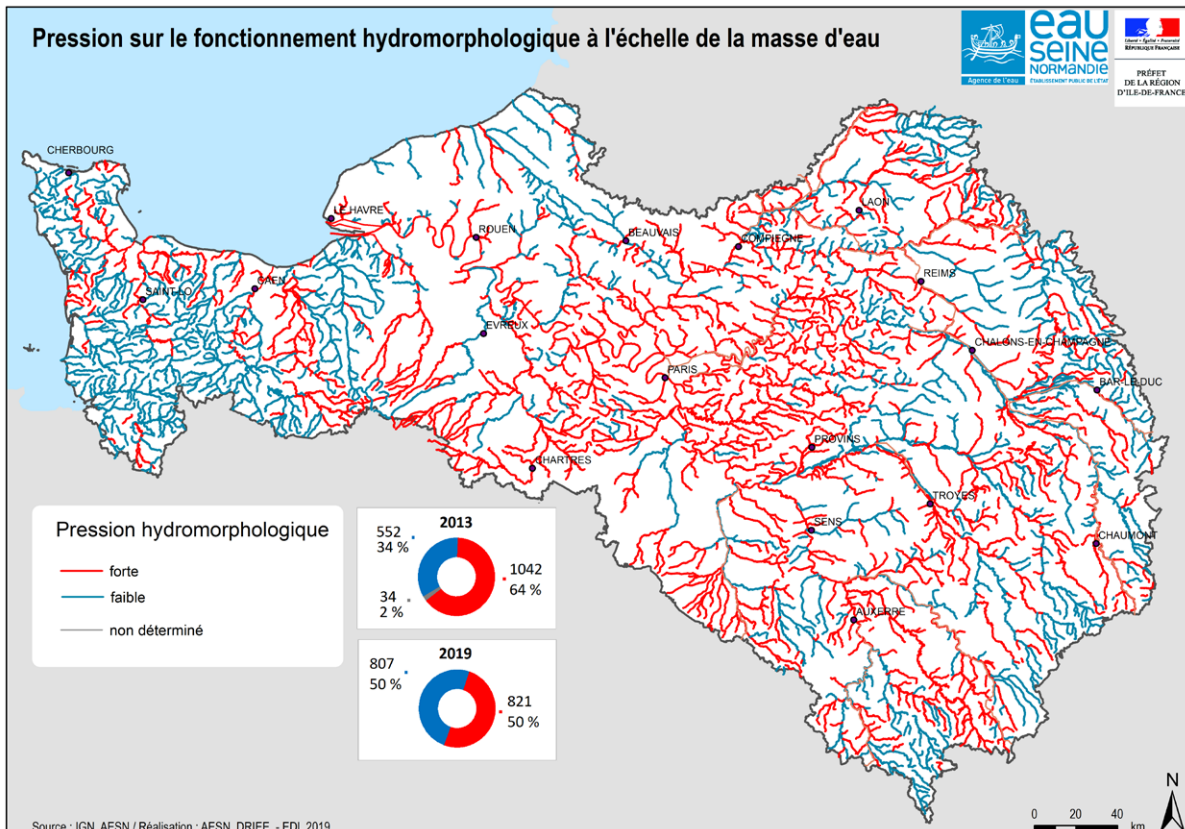 Pression sur le fonctionnement hydromorphologique à l'échelle de la masse d'eau
eau
SEINE
NORMANDIE
Agence de l'eau
ÉTABLISSEMENT PUBLIC DE L'ÉTAT
Liberté • Égalité • Fraternité
RÉPUBLIQUE FRANÇAISE
PRÉFET
DE LA RÉGION
D'ILE-DE-FRANCE
CHERBOURG
LE HAVRE
ROUEN
BEAUVAIS
COMPIEGNE
LAON
REIMS
SAINT-LO
CAEN
EVREUX
CHALONS-EN-CHAMPAGNE
PARIS
BAR-LE-DUC
PROVINS
CHARTRES
TROYES
SENS
CHAUMONT
AUXERRE
Pression hydromorphologique
forte
faible
non déterminé
2013
552
34 %
1042
64 %
34
2 %
2019
807
50 %
821
50 %
N
0 20 40
km
Source : IGN, AESN / Réalisation : AESN, DRIEE, - EDL 2019